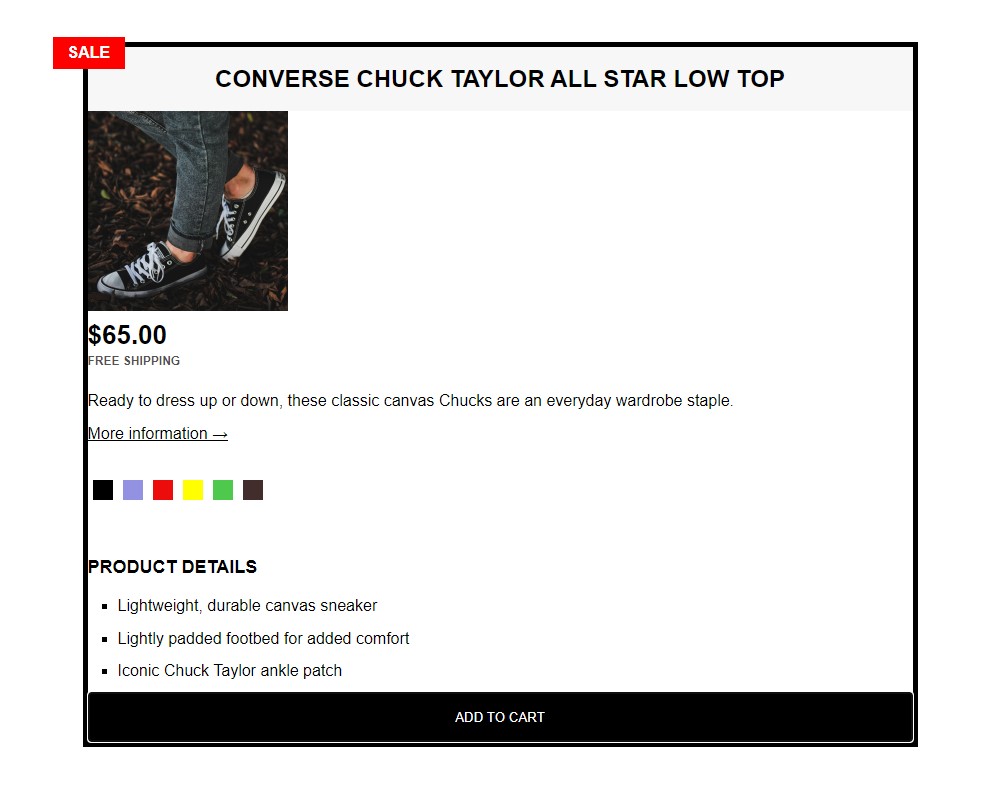 SALE
CONVERSE CHUCK TAYLOR ALL STAR LOW TOP
$65.00
FREE SHIPPING
Ready to dress up or down, these classic canvas Chucks are an everyday wardrobe staple.
More information →
PRODUCT DETAILS
Lightweight, durable canvas sneaker
Lightly padded footbed for added comfort
Iconic Chuck Taylor ankle patch
ADD TO CART